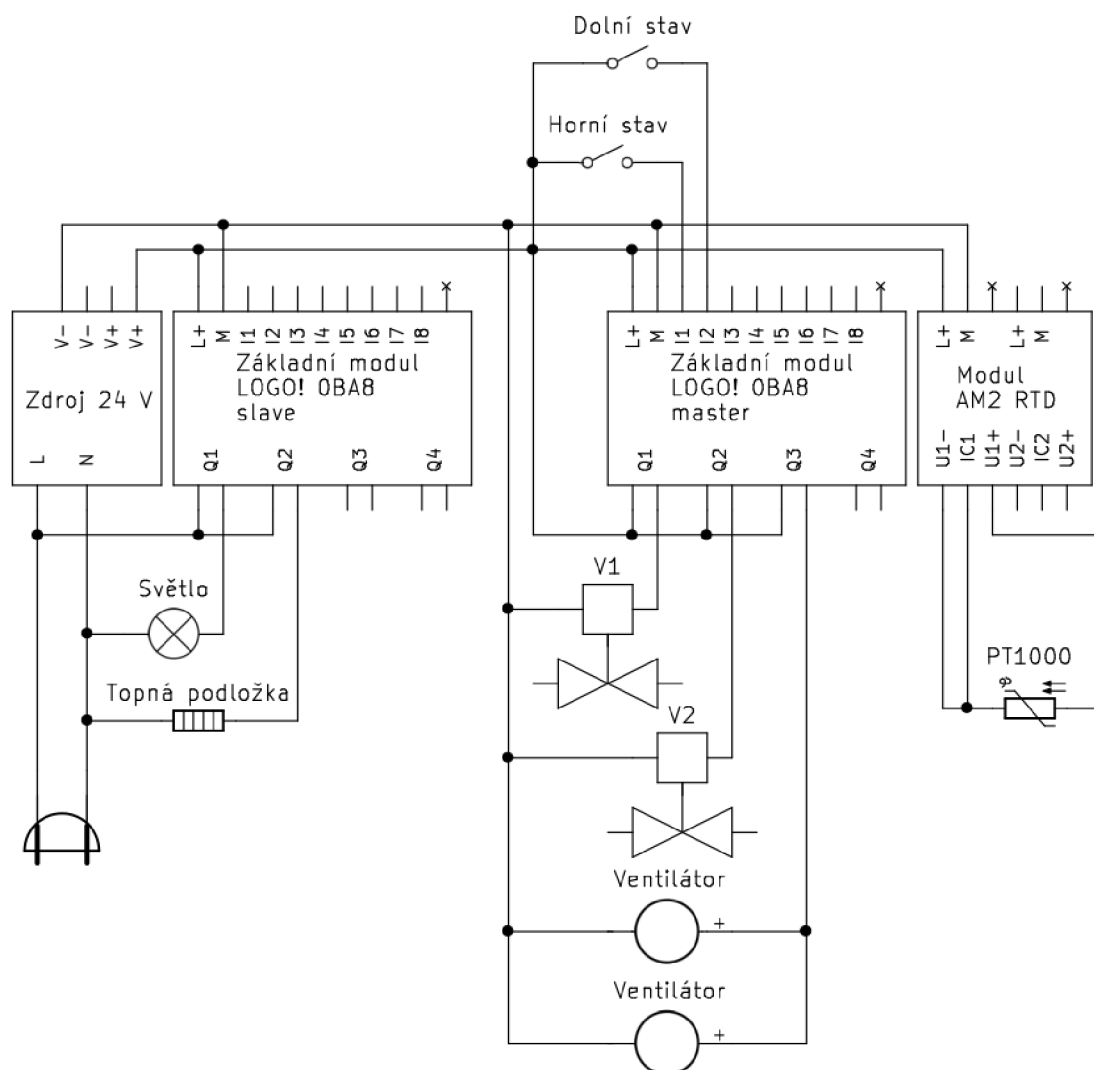 Dolní stav
Horní stav
V- V- V+ V+
Zdroj 24 V
L N
L+ M I1 I2 I3 I4 I5 I6 I7 I8
Základní modul
LOGO! 0BA8
slave
Q1 Q2 Q3 Q4
L+ M I1 I2 I3 I4 I5 I6 I7 I8
Základní modul
LOGO! 0BA8
master
Q1 Q2 Q3 Q4
L+ M L+ M
Modul
AM2 RTD
U1- IC1 U1+ U2- IC2 U2+
Světlo
Topná podložka
V1
V2
PT1000
ϑ
Ventilátor
+
Ventilátor
+